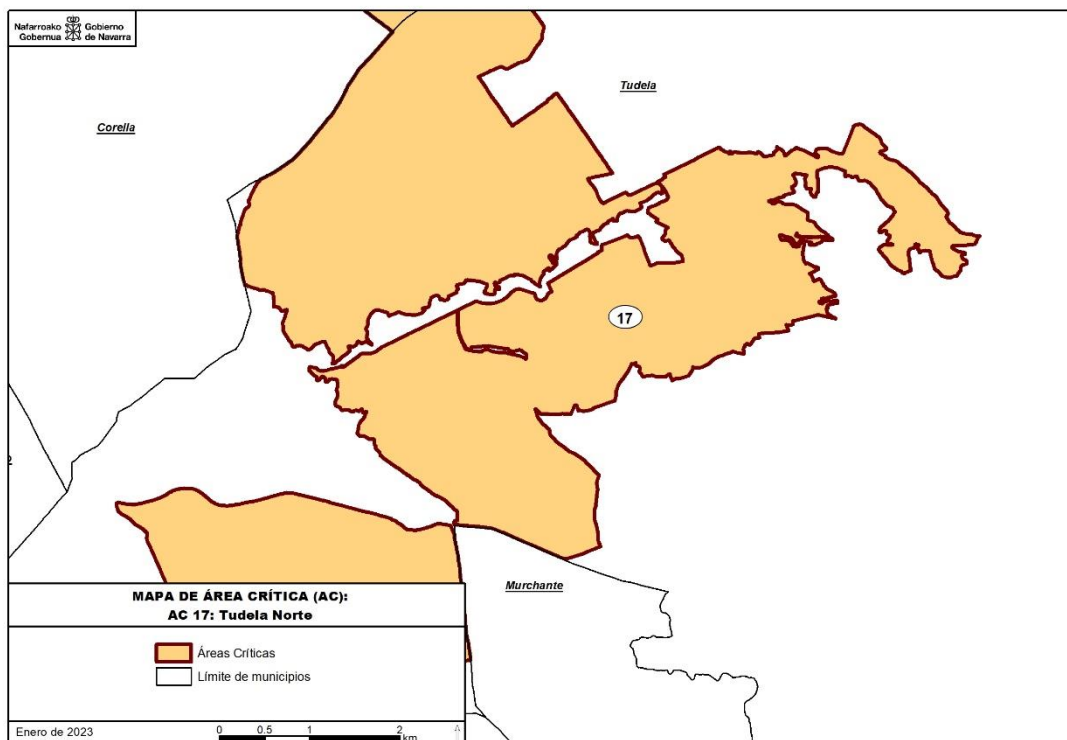 Nafarroako Gobierno
Gobernua de Navarra
Tudela
Corella
17
Murchante
MAPA DE ÁREA CRÍTICA (AC):
AC 17: Tudela Norte
Áreas Críticas
Límite de municipios
Enero de 2023
0 0.5 1 2
km